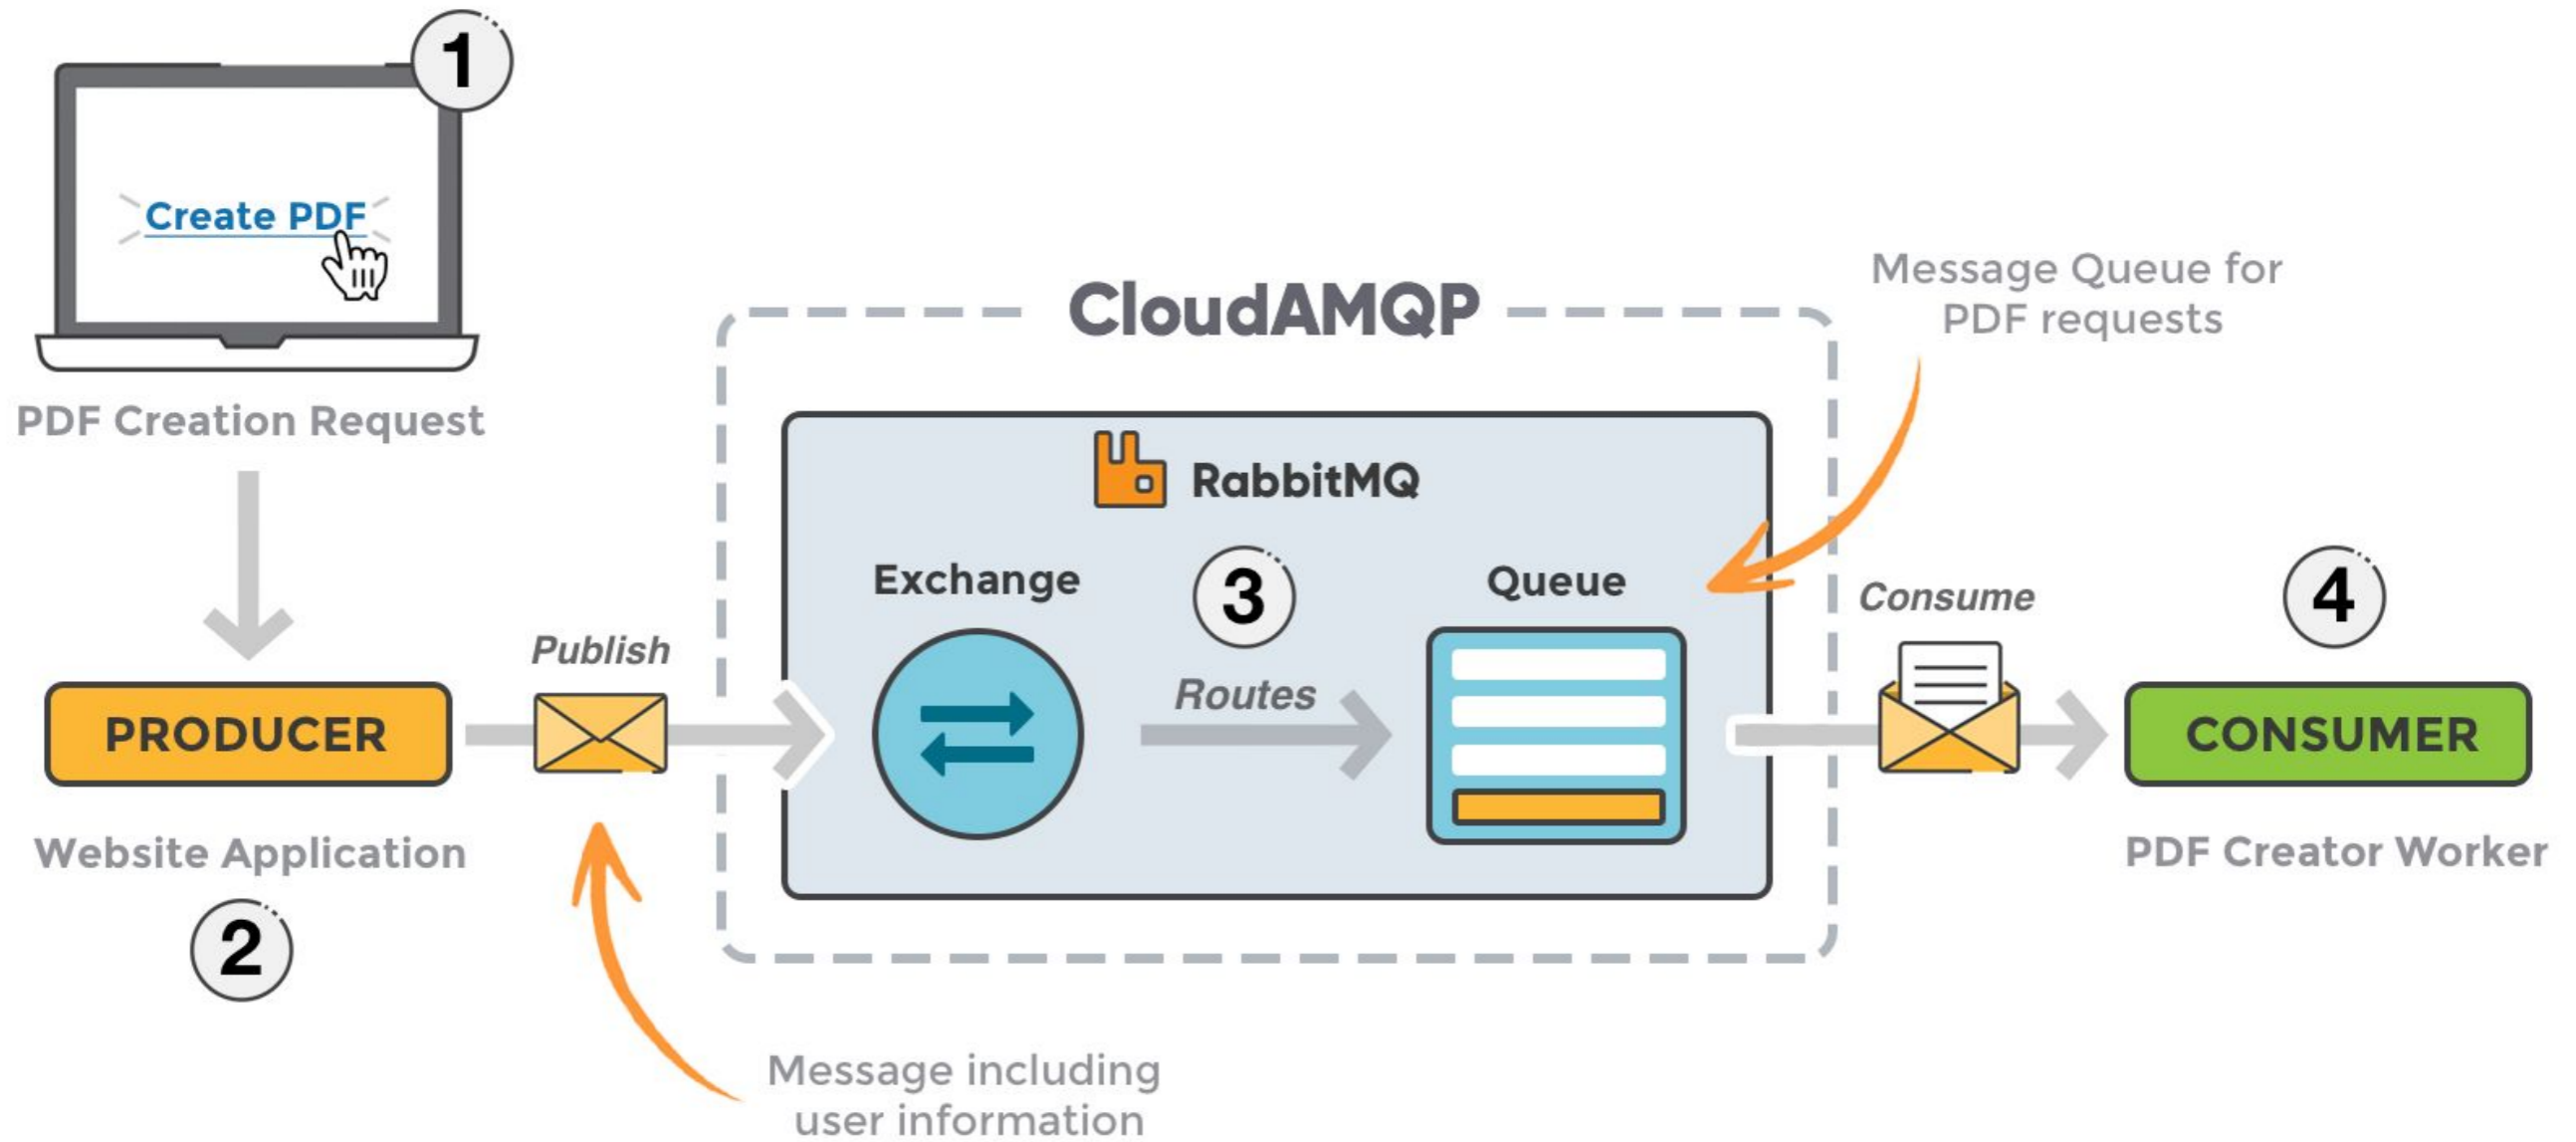 1
Create PDF
PDF Creation Request
PRODUCER
Website Application
2
Publish
Message including
user information
CloudAMQP
RabbitMQ
Exchange
3
Routes
Queue
Message Queue for
PDF requests
Consume
4
CONSUMER
PDF Creator Worker